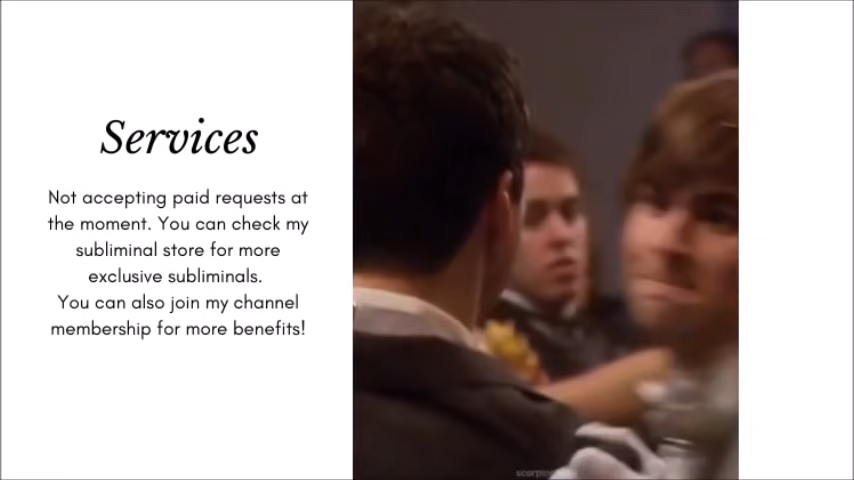 Services
Not accepting paid requests at
the moment. You can check my
subliminal store for more
exclusive subliminals.
You can also join my channel
membership for more benefits!